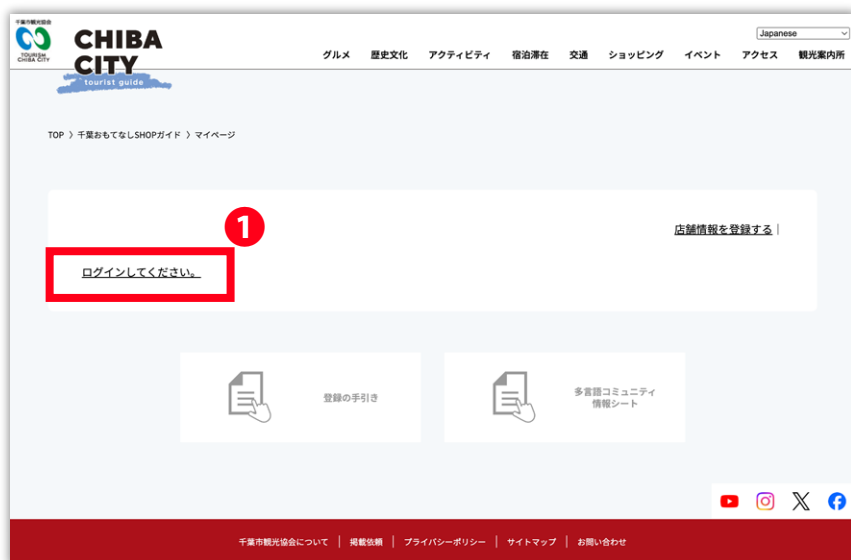 千葉市観光協会
TOURISM
CHIBA CITY
CHIBA
CITY
tourist guide
Japanese
グルメ 歴史文化 アクティビティ 宿泊滞在 交通 ショッピング イベント アクセス 観光案内所
TOP 〉千葉おもてなしSHOPガイド 〉マイページ
1
店舗情報を登録する |
ログインしてください。
登録の手引き
多言語コミュニティ
情報シート
千葉市観光協会について | 掲載依頼 | プライバシーポリシー | サイトマップ | お問い合わせ